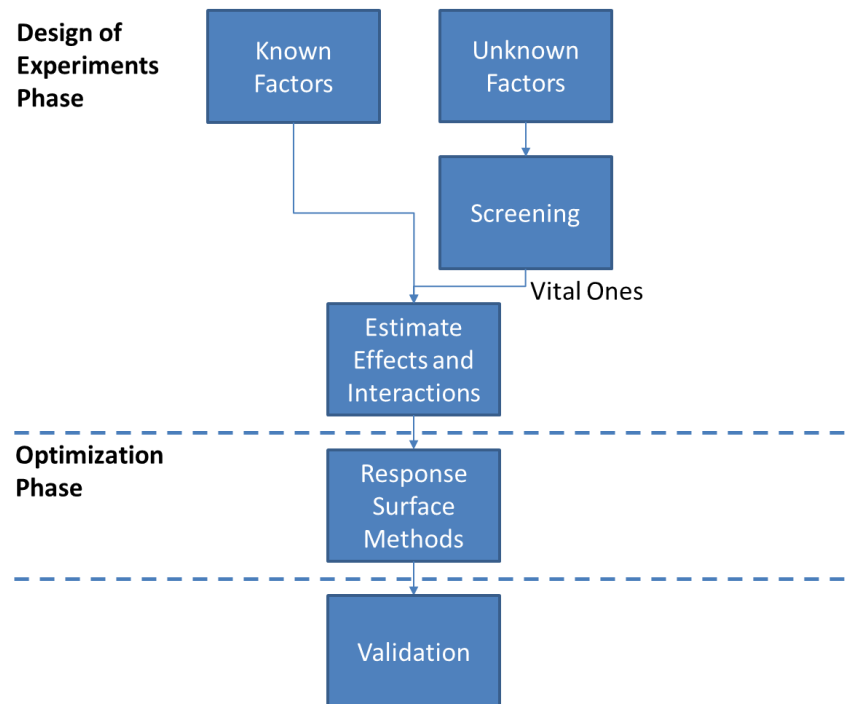 Design of
Experiments
Phase
Known
Factors
Unknown
Factors
Screening
Vital Ones
Estimate
Effects and
Interactions
Optimization
Phase
Response
Surface
Methods
Validation